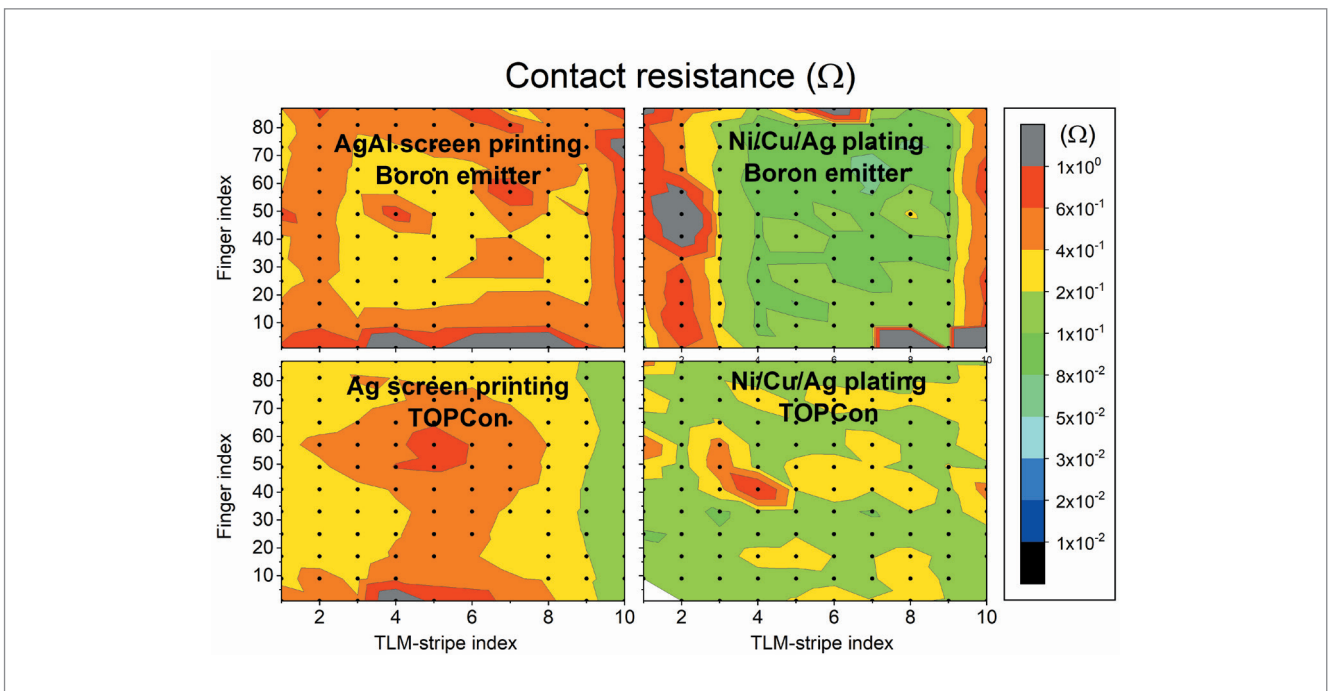 Contact resistance (Ω)
AgAl screen printing
Boron emitter
Ni/Cu/Ag plating
Boron emitter
Finger index
80
70
60
50
40
30
20
10
2 4 6 8 10
Ag screen printing
TOPCon
Ni/Cu/Ag plating
TOPCon
Finger index
80
70
60
50
40
30
20
10
2 4 6 8 10
TLM-stripe index
2 4 6 8 10
TLM-stripe index
(Ω)
1x10⁰
6x10⁻¹
4x10⁻¹
2x10⁻¹
1x10⁻¹
8x10⁻²
5x10⁻²
3x10⁻²
2x10⁻²
1x10⁻²